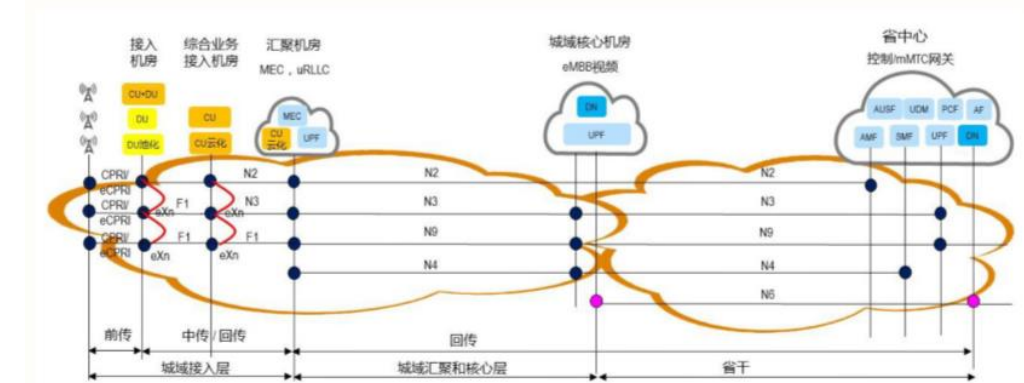 接入
机房
综合业务
接入机房
汇聚机房
MEC，uRLLC
城域核心机房
eMBB视频
省中心
控制/mMTC网关
CU+DU
DU
DU池化
CU
CU云化
MEC
CU
云化
UPF
DN
UPF
AUSF
UDM
PCF
AF
AMF
SMF
UPF
DN
CPRI/
eCPRI
N2
N2
N2
CPRI/
eCPRI
F1
eXn
eXn
N3
N3
N3
CPRI/
eCPRI
F1
eXn
eXn
F1
N9
N9
N4
N4
N6
前传
中传 / 回传
回传
城域接入层
城域汇聚和核心层
省干